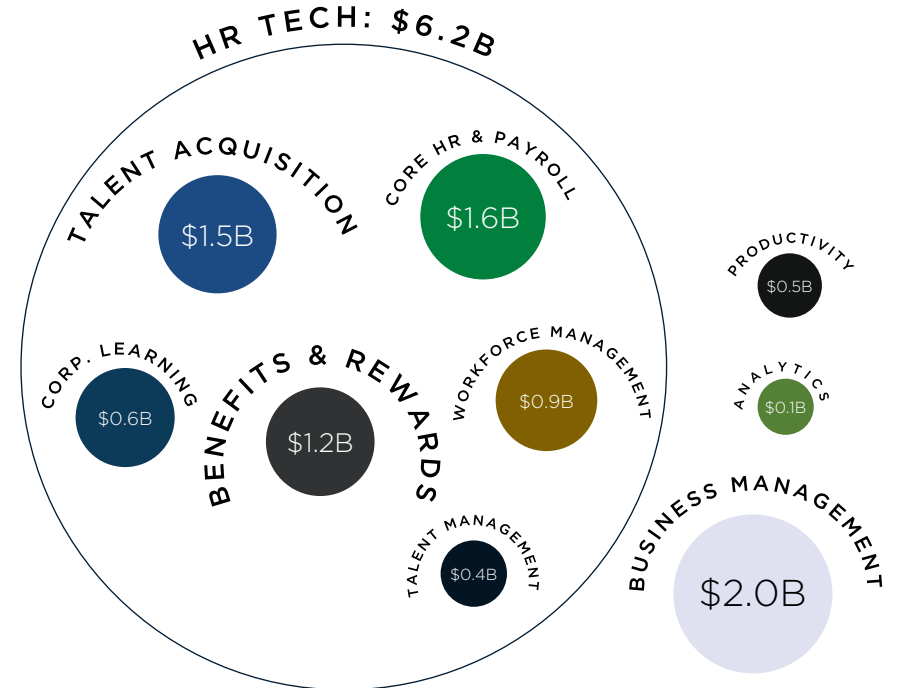 HR TECH: $6.2B
TALENT ACQUISITION
$1.5B
CORE HR & PAYROLL
$1.6B
PRODUCTIVITY
$0.5B
CORP. LEARNING
$0.6B
BENEFITS & REWARDS
$1.2B
WORKFORCE MANAGEMENT
$0.9B
ANALYTICS
$0.1B
TALENT MANAGEMENT
$0.4B
BUSINESS MANAGEMENT
$2.0B